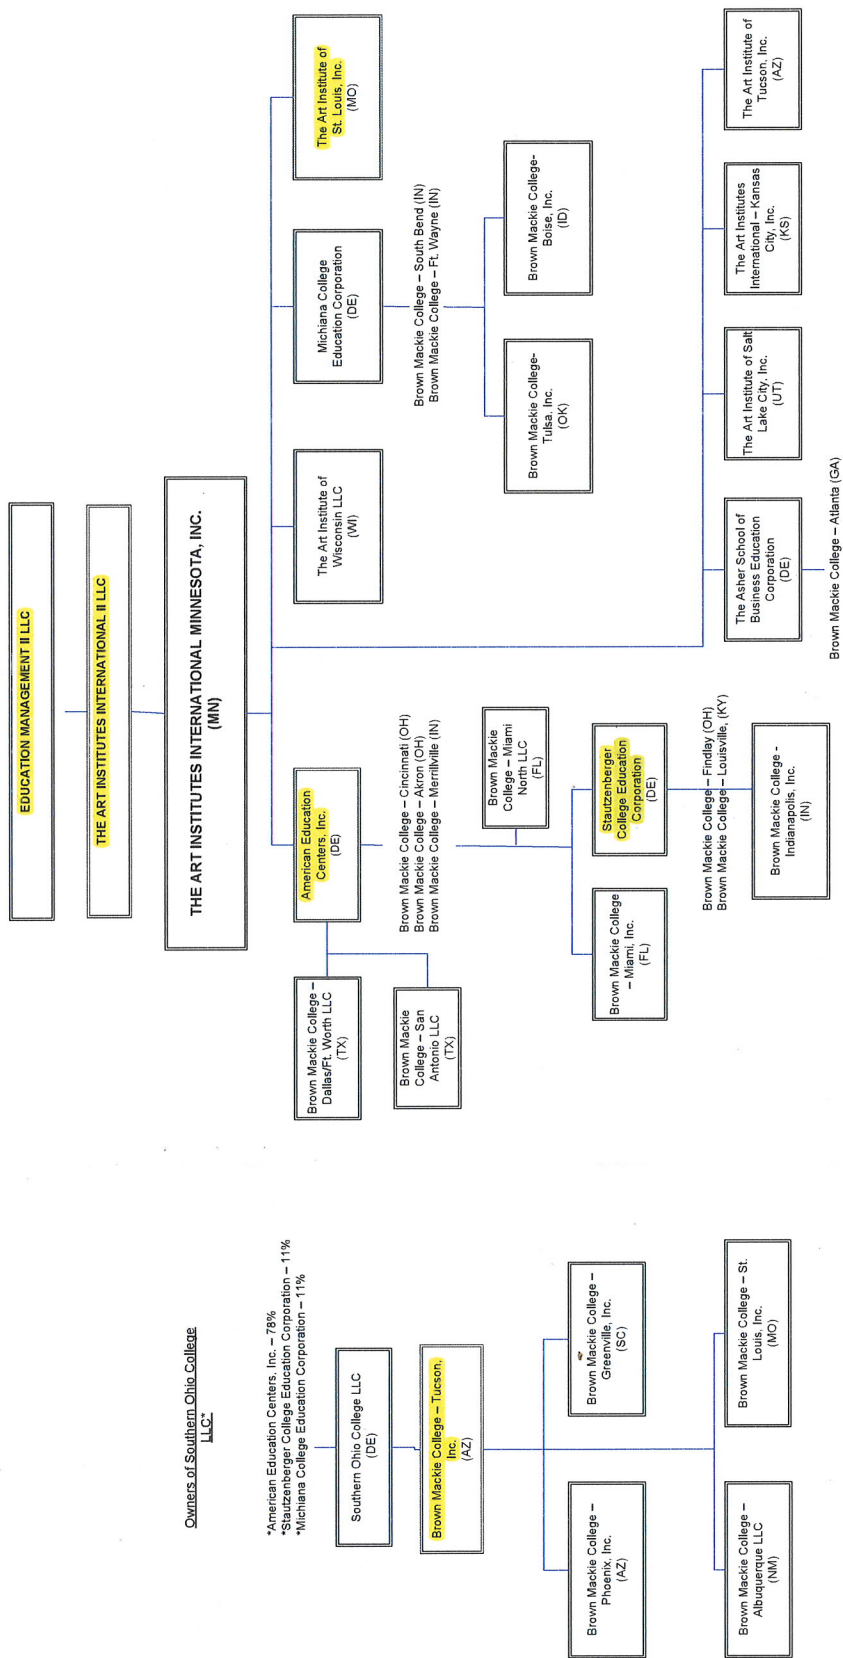 EDUCATION MANAGEMENT II LLC
THE ART INSTITUTES INTERNATIONAL II LLC
THE ART INSTITUTES INTERNATIONAL MINNESOTA, INC.
(MN)
American Education
Centers, Inc.
(DE)
The Art Institute of
Wisconsin LLC
(WI)
Michiana College
Education Corporation
(DE)
The Art Institute of
St. Louis, Inc.
(MO)
Brown Mackie College –
Dallas/Ft. Worth LLC
(TX)
Brown Mackie
College – San
Antonio LLC
(TX)
Brown Mackie College – Cincinnati (OH)
Brown Mackie College – Akron (OH)
Brown Mackie College – Merrillville (IN)
Brown Mackie College – South Bend (IN)
Brown Mackie College – Ft. Wayne (IN)
Brown Mackie
College – Miami
North LLC
(FL)
Brown Mackie College-
Tulsa, Inc.
(OK)
Brown Mackie College-
Boise, Inc.
(ID)
Brown Mackie College
– Miami, Inc.
(FL)
Stautzenberger
College Education
Corporation
(DE)
Brown Mackie College – Findlay (OH)
Brown Mackie College – Louisville, (KY)
Brown Mackie College -
Indianapolis, Inc.
(IN)
The Asher School of
Business Education
Corporation
(DE)
The Art Institute of Salt
Lake City, Inc.
(UT)
The Art Institutes
International – Kansas
City, Inc.
(KS)
The Art Institute of
Tucson, Inc.
(AZ)
Brown Mackie College – Atlanta (GA)
Owners of Southern Ohio College
LLC*
*American Education Centers, Inc. – 78%
*Stautzenberger College Education Corporation – 11%
*Michiana College Education Corporation – 11%
Southern Ohio College LLC
(DE)
Brown Mackie College – Tucson,
Inc.
(AZ)
Brown Mackie College –
Phoenix, Inc.
(AZ)
Brown Mackie College –
Greenville, Inc.
(SC)
Brown Mackie College –
Albuquerque LLC
(NM)
Brown Mackie College – St.
Louis, Inc.
(MO)